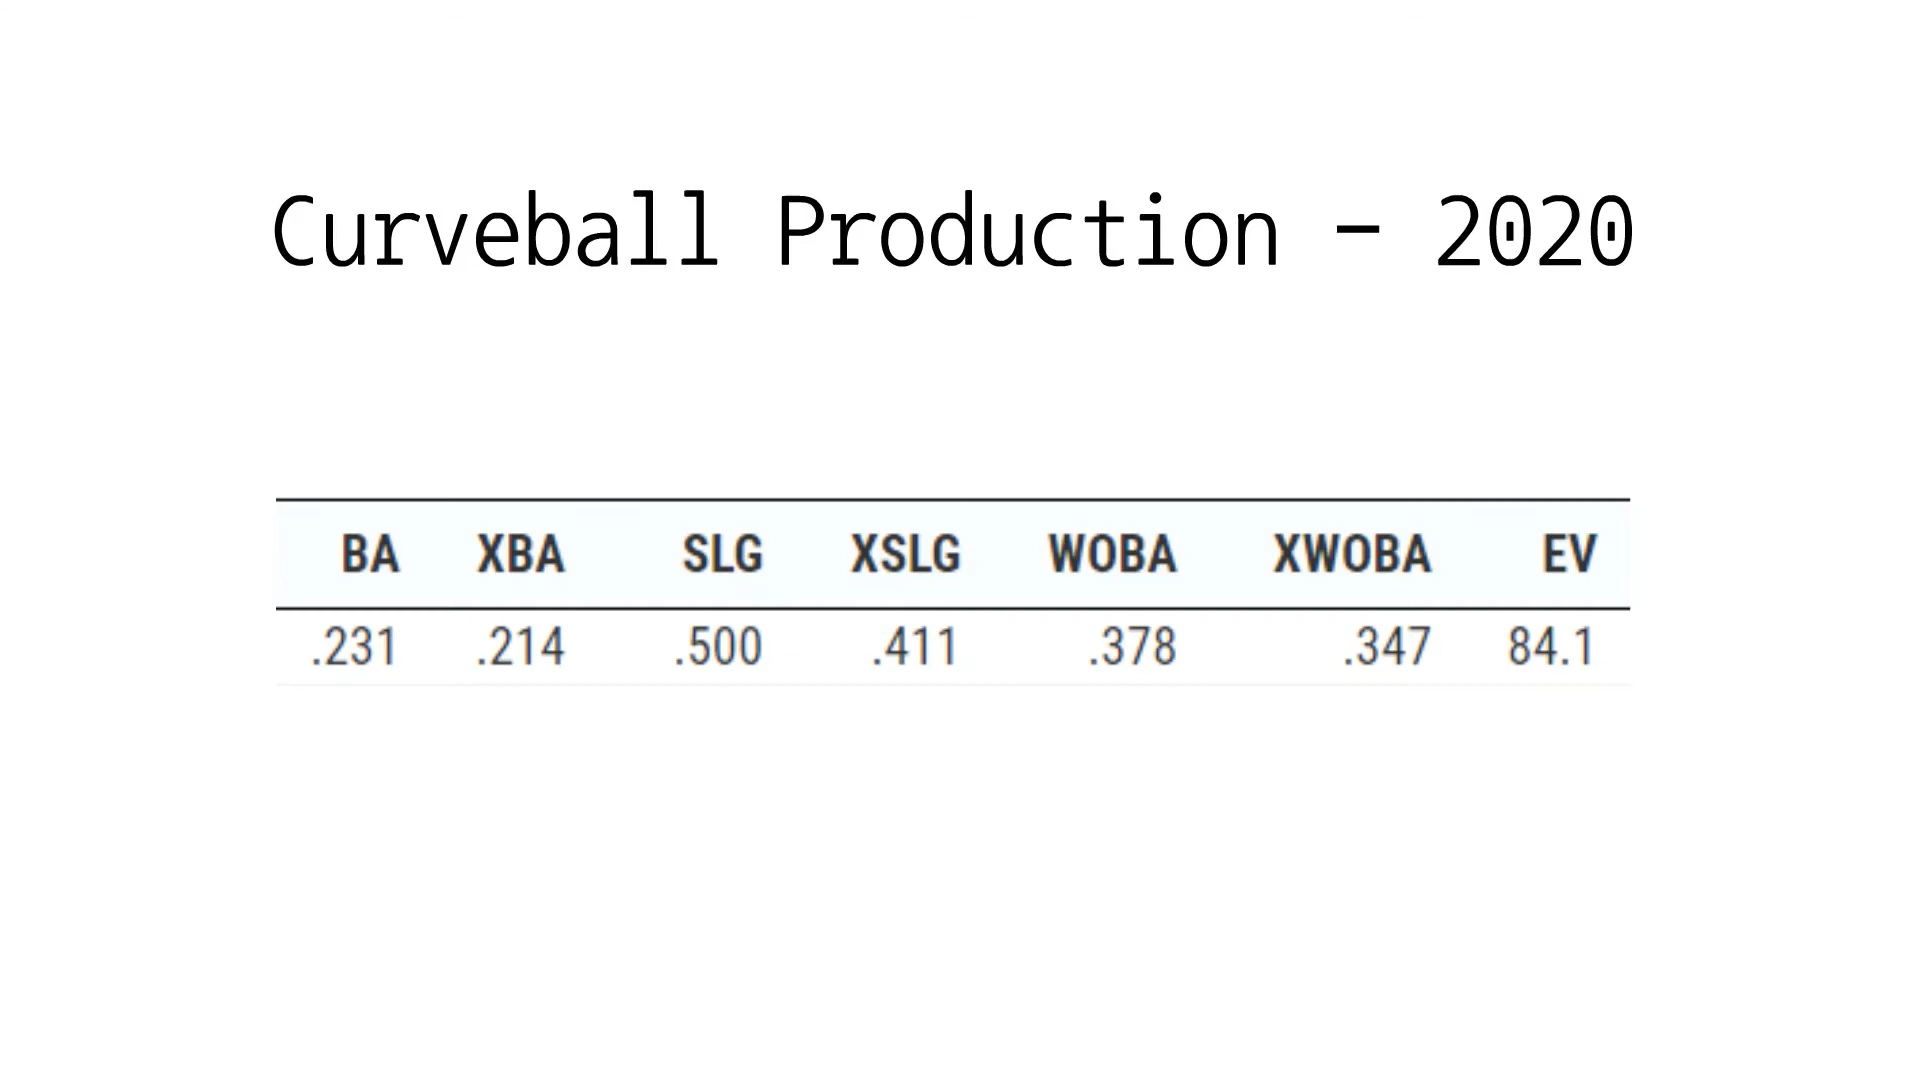 Curveball Production - 2020
BA XBA SLG XSLG WOBA XWOBA EV
.231 .214 .500 .411 .378 .347 84.1